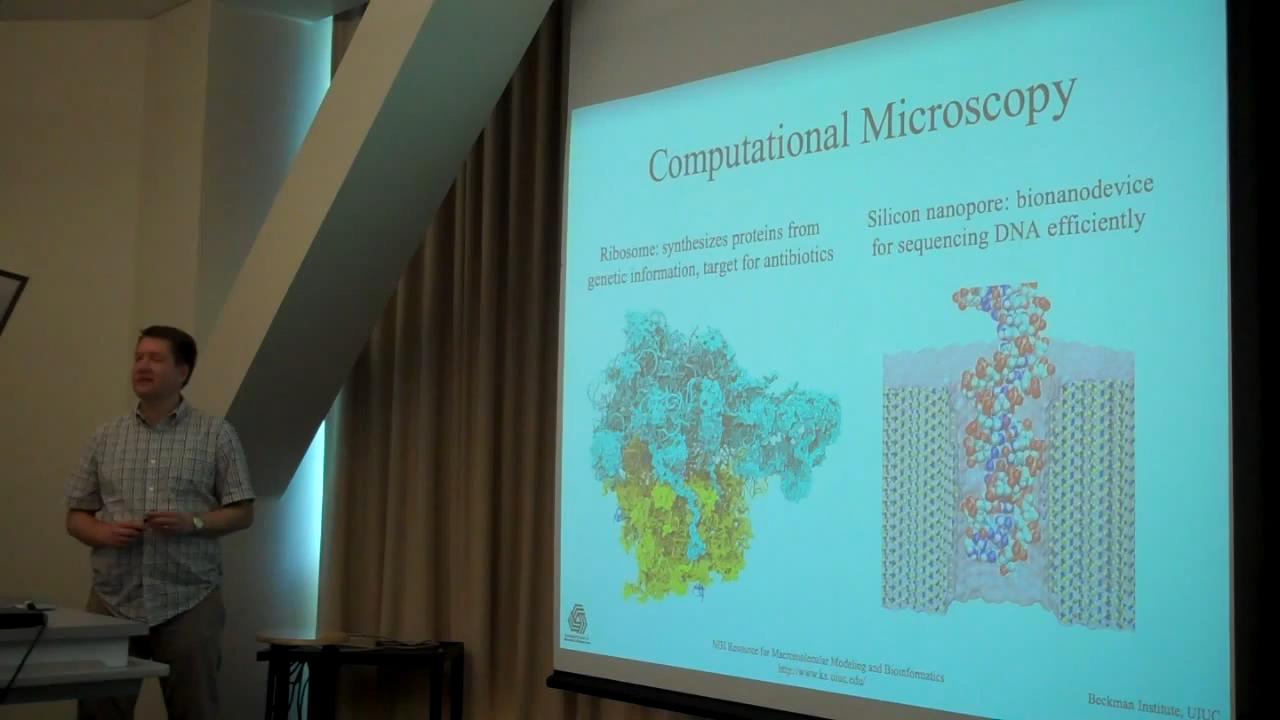 Computational Microscopy
Ribosome: synthesizes proteins from
genetic information, target for antibiotics
Silicon nanopore: bionanodevice
for sequencing DNA efficiently
NIH Resource for Macromolecular Modeling and Bioinformatics
http://www.ks.uiuc.edu/
Beckman Institute, UIUC